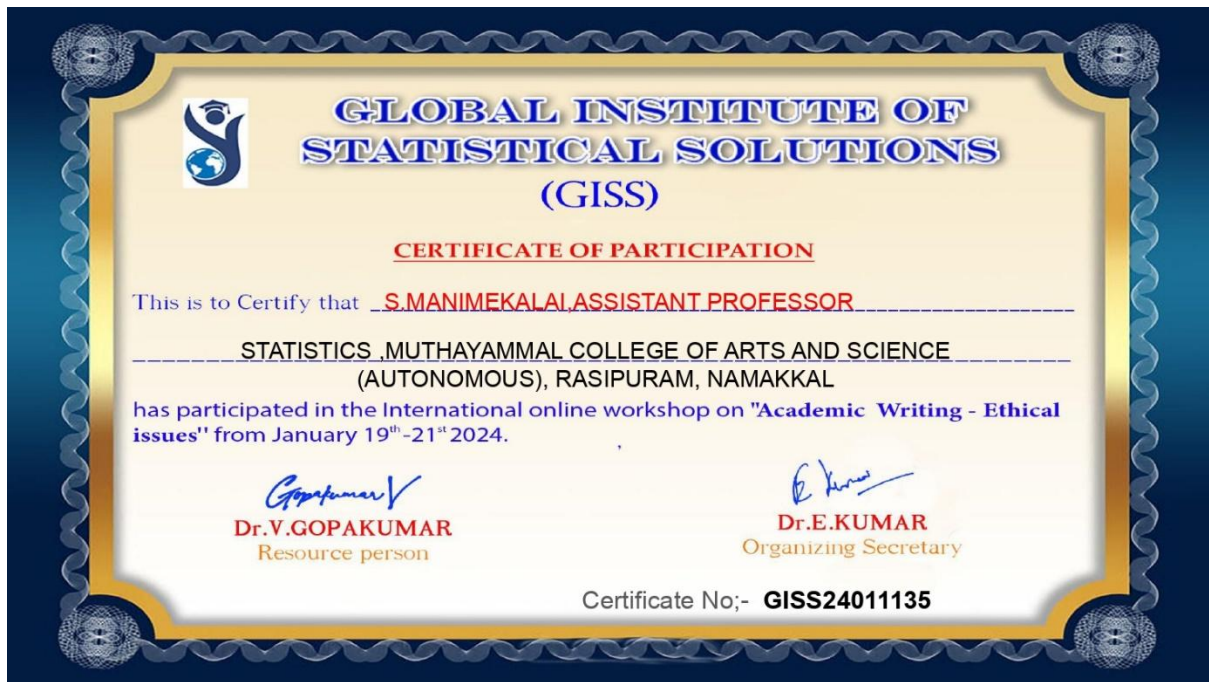 GLOBAL INSTITUTE OF
STATISTICAL SOLUTIONS
(GISS)
CERTIFICATE OF PARTICIPATION
This is to Certify that S.MANIMEKALAI,ASSISTANT PROFESSOR
STATISTICS ,MUTHAYAMMAL COLLEGE OF ARTS AND SCIENCE
(AUTONOMOUS), RASIPURAM, NAMAKKAL
has participated in the International online workshop on "Academic Writing - Ethical
issues" from January 19th-21st 2024.
Gopakumar V
E Kumar
Dr.V.GOPAKUMAR
Dr.E.KUMAR
Resource person
Organizing Secretary
Certificate No;- GISS24011135